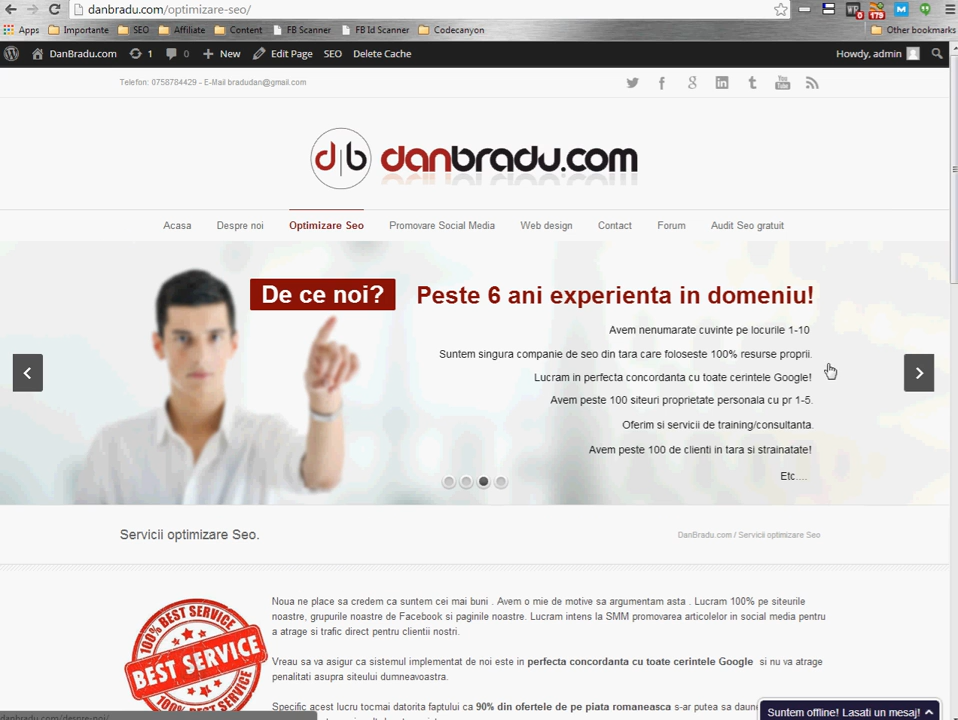 danbradu.com/optimizare-seo/
Apps Importante SEO Affiliate Content FB Scanner FB Id Scanner Codecanyon Other bookmarks
DanBradu.com 1 0 New Edit Page SEO Delete Cache Howdy, admin
Telefon: 0758784429 - E-Mail bradudan@gmail.com
d|b danbradu.com
Acasa Despre noi Optimizare Seo Promovare Social Media Web design Contact Forum Audit Seo gratuit
De ce noi? Peste 6 ani experienta in domeniu!
Avem nenumarate cuvinte pe locurile 1-10
Suntem singura companie de seo din tara care foloseste 100% resurse proprii.
Lucram in perfecta concordanta cu toate cerintele Google!
Avem peste 100 siteuri proprietate personala cu pr 1-5.
Oferim si servicii de training/consultanta.
Avem peste 100 de clienti in tara si strainatate!
Etc....
Servicii optimizare Seo. DanBradu.com / Servicii optimizare Seo
100% BEST SERVICE
BEST SERVICE
Noua ne place sa credem ca suntem cei mai buni . Avem o mie de motive sa argumentam asta . Lucram 100% pe siteurile
noastre, grupurile noastre de Facebook si paginile noastre. Lucram intens la SMM promovarea articolelor in social media pentru
a atrage si trafic direct pentru clientii nostri.
Vreau sa va asigur ca sistemul implementat de noi este in perfecta concordanta cu toate cerintele Google si nu va atrage
penalitati asupra siteului dumneavoastra.
Specific acest lucru tocmai datorita faptului ca 90% din ofertele de pe piata romaneasca s-ar putea sa
Suntem offline! Lasati un mesaj!